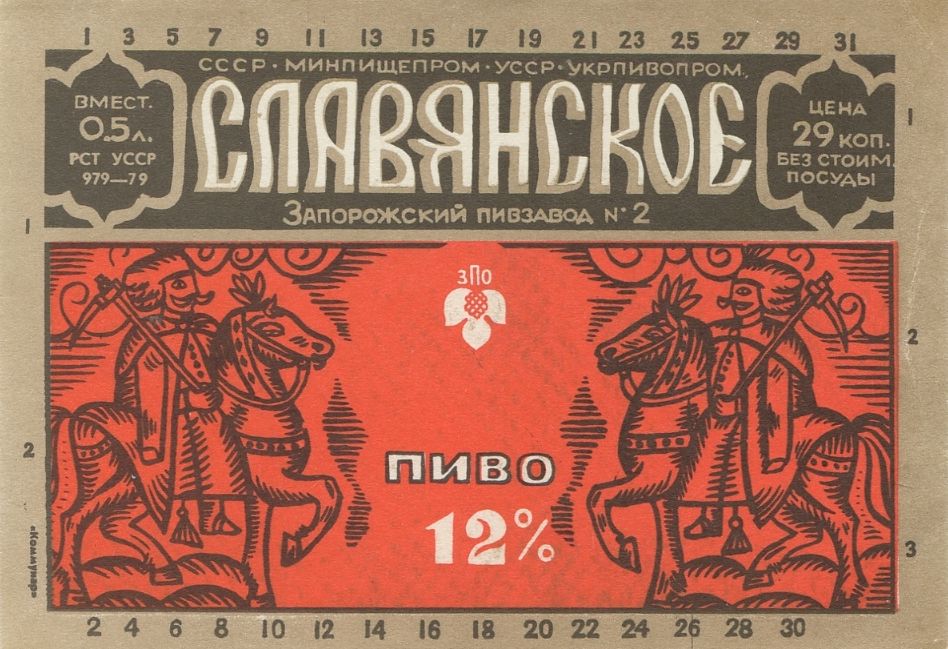 1 3 5 7 9 11 13 15 17 19 21 23 25 27 29 31
СССР · МИНПИЩЕПРОМ · УССР · УКРПИВОПРОМ.
СЛАВЯНСКОЕ
ЗАПОРОЖСКИЙ ПИВЗАВОД № 2
ВМЕСТ.
0.5 л.
РСТ УССР
979—79
ЦЕНА
29 КОП.
БЕЗ СТОИМ.
ПОСУДЫ
1
2
«Коммунар»
ЗПО
ПИВО
12%
1
2
3
2 4 6 8 10 12 14 16 18 20 22 24 26 28 30